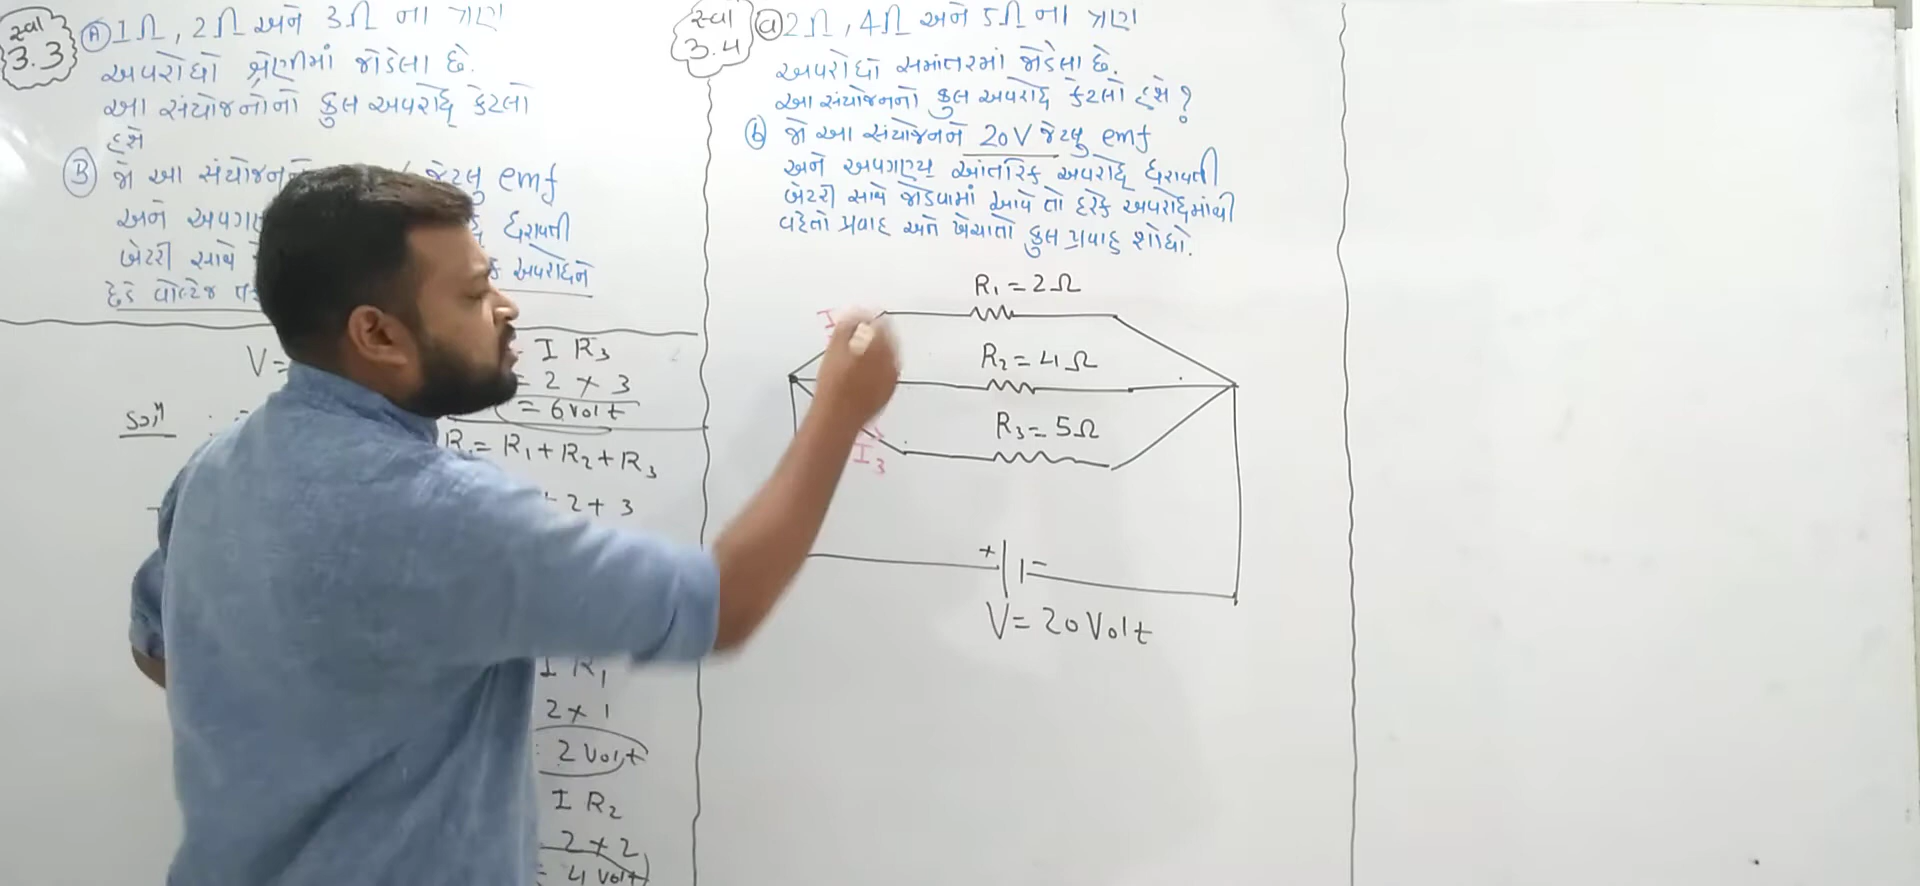 સ્વા 3.3
Ⓐ 1Ω, 2Ω અને 3Ω ના ત્રણ
અવરોધો શ્રેણીમાં જોડેલા છે.
આ સંયોજનોનો કુલ અવરોધ કેટલો
હશે
Ⓑ જો આ સંયોજનને જેટલુ emf
અને ધરાવતી
બેટરી સાથે અવરોધને
છેડે વોલ્ટેજ
V=
Solⁿ
I R₃
= 2 × 3
= 6 volt
R = R₁ + R₂ + R₃
+ 2 + 3
I R₁
2 × 1
2 Volt
I R₂
2 × 2
= 4 volt
સ્વા 3.4
ⓐ 2Ω, 4Ω અને 5Ω ના ત્રણ
અવરોધો સમાંતરમાં જોડેલા છે.
આ સંયોજનનો કુલ અવરોધ કેટલો હશે ?
ⓑ જો આ સંયોજનને 20V જેટલુ emf
અને અવગણ્ય આંતરિક અવરોધ ધરાવતી
બેટરી સાથે જોડવામાં આવે તો દરેક અવરોધમાંથી
વહેતો પ્રવાહ અને ખેંચાતો કુલ પ્રવાહ શોધો.
R₁ = 2Ω
I
R₂ = 4Ω
R₃ = 5Ω
I₃
+ −
V = 20 Volt